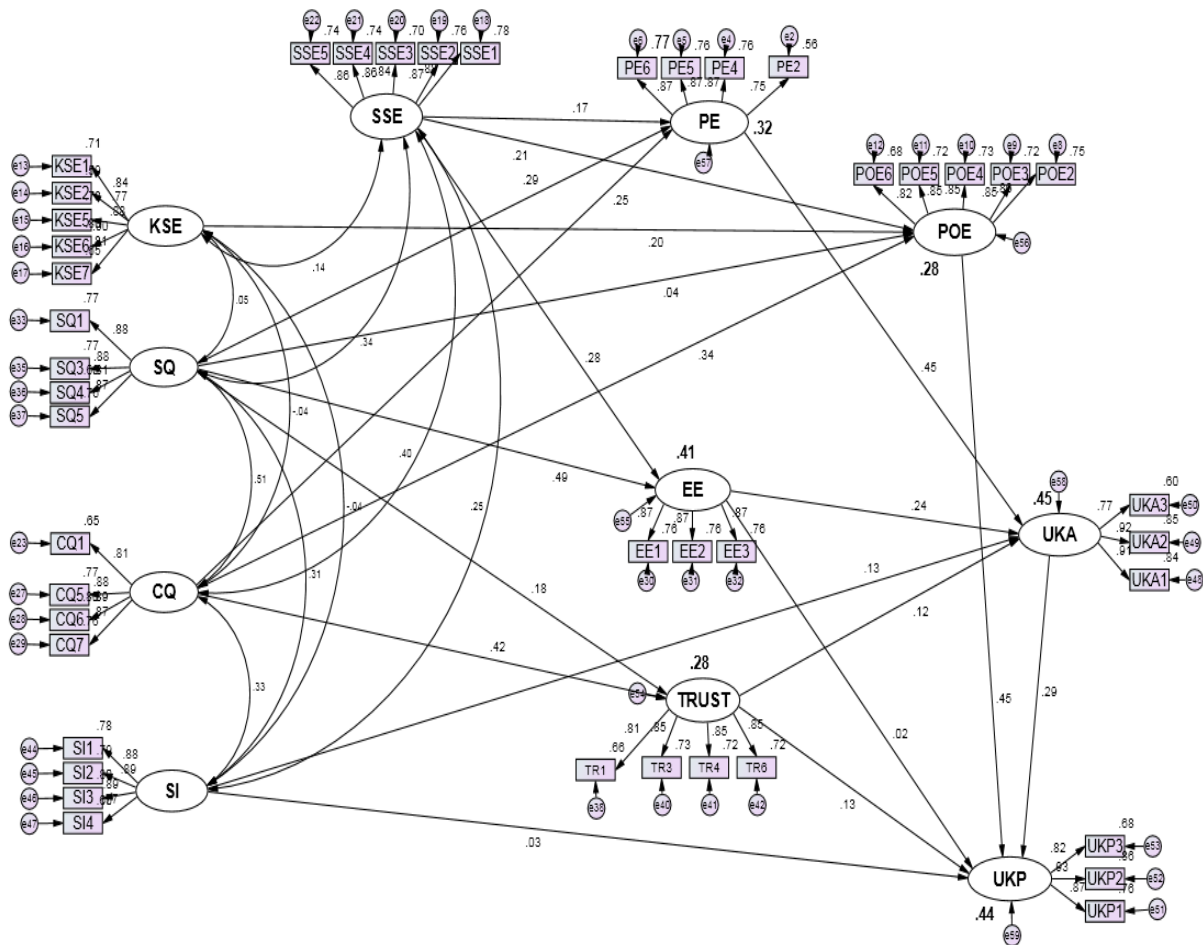 e22 e21 e20 e19 e18
.74 .74 .70 .76 .78
SSE5 SSE4 SSE3 SSE2 SSE1
.86 .86 .84 .87
SSE
e6 e5 e4 e2
.77 .76 .76 .56
PE6 PE5 PE4 PE2
.87 .87 .87 .75
PE
.32
e57
.17
.21
.29
.25
e12 e11 e10 e9 e8
.68 .72 .73 .72 .75
POE6 POE5 POE4 POE3 POE2
.82 .85 .85 .85
POE
e56
.28
.71
e13 KSE1
e14 KSE2
e15 KSE5
e16 KSE6
e17 KSE7
.84
.77
KSE
.20
.14
.05
.04
.77
e33 SQ1
.88
.77
e35 SQ3 .88
e36 SQ4
e37 SQ5
.87
SQ
.34
.28
.34
.45
-.04
.40
.51
-.04
.49
.25
.31
.41
EE
e55
.87 .87 .87
.76 .76 .76
EE1 EE2 EE3
e30 e31 e32
.24
e58
.45
UKA
.60
.77 UKA3 e50
.85
.92 UKA2 e49
.84
.91 UKA1 e48
.65
e23 CQ1
.81
.77
e27 CQ5 .88
e28 CQ6
e29 CQ7
.87
CQ
.18
.13
.12
.42
.33
.28
TRUST
e54
.81 .85 .85 .85
.66 .73 .72 .72
TR1 TR3 TR4 TR6
e38 e40 e41 e42
.45
.29
.02
.13
.78
e44 SI1 .88
e45 SI2 .89
e46 SI3 .89
e47 SI4
SI
.03
UKP
.44
e59
.68
.82 UKP3 e53
.86
.93 UKP2 e52
.76
.87 UKP1 e51